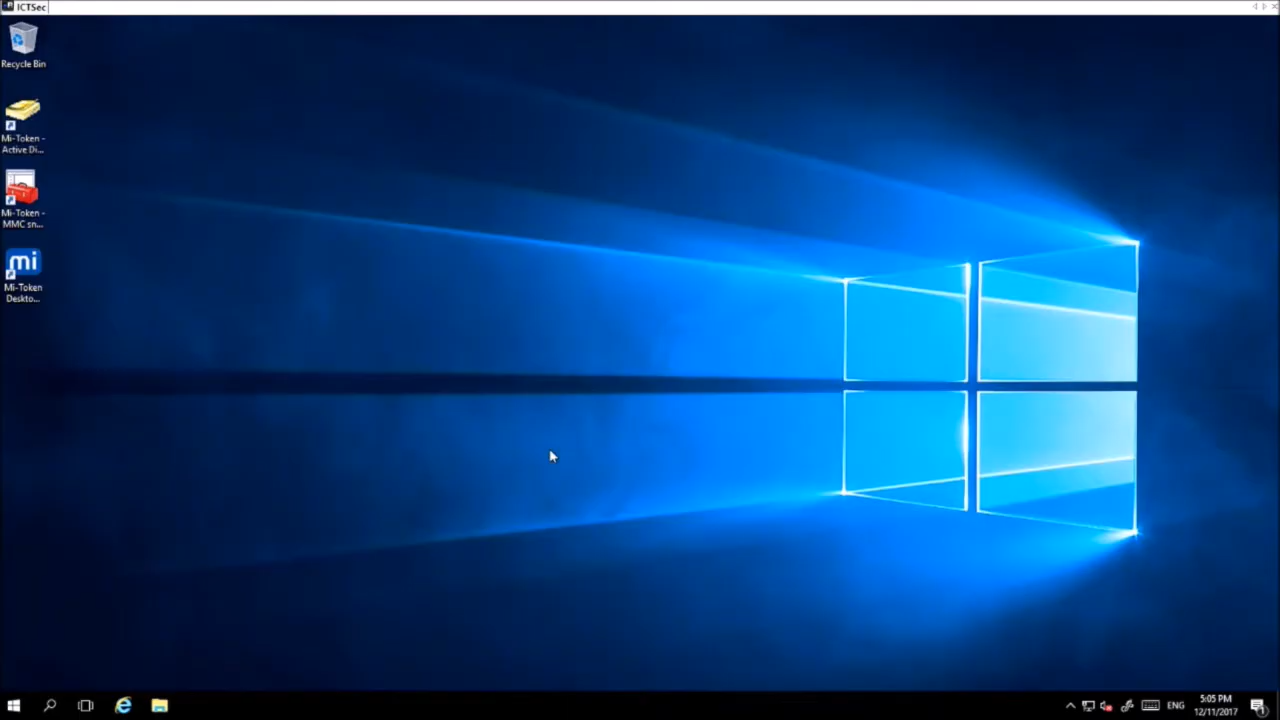 ICTSec
Recycle Bin
Mi-Token -
Active Di...
Mi-Token -
MMC sn...
mi
Mi-Token
Deskto...
ENG
5:05 PM
12/11/2017
1